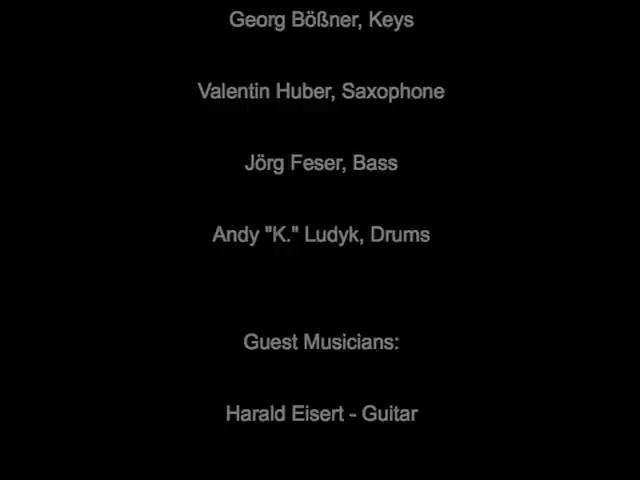 Georg Bößner, Keys
Valentin Huber, Saxophone
Jörg Feser, Bass
Andy "K." Ludyk, Drums
Guest Musicians:
Harald Eisert - Guitar